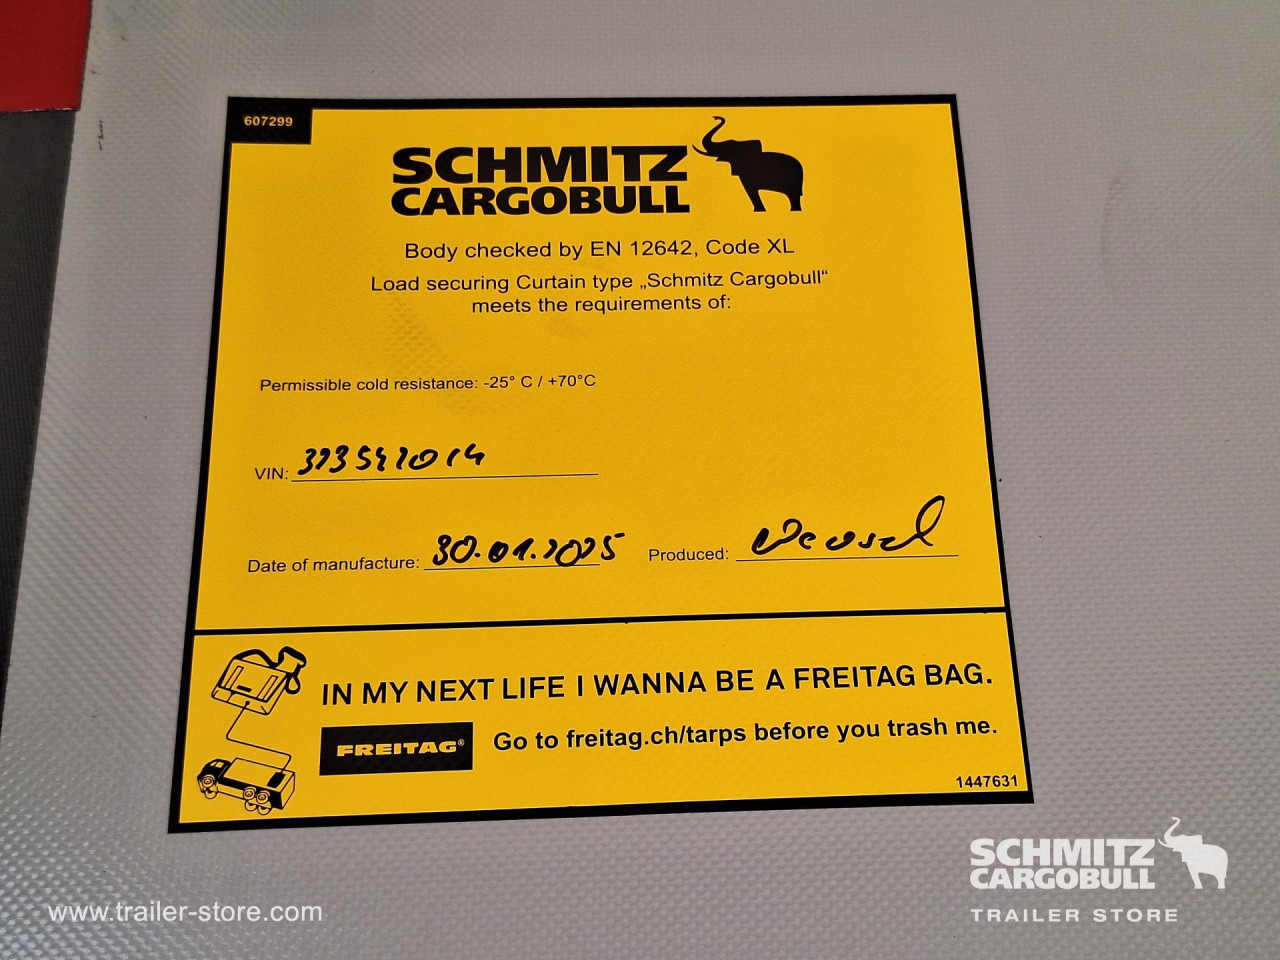 607299
SCHMITZ
CARGOBULL
Body checked by EN 12642, Code XL
Load securing Curtain type „Schmitz Cargobull“
meets the requirements of:
Permissible cold resistance: -25° C / +70°C
VIN:
Date of manufacture: 30.01.2025 Produced:
IN MY NEXT LIFE I WANNA BE A FREITAG BAG.
FREITAG® Go to freitag.ch/tarps before you trash me.
1447631
SCHMITZ
CARGOBULL
TRAILER STORE
www.trailer-store.com